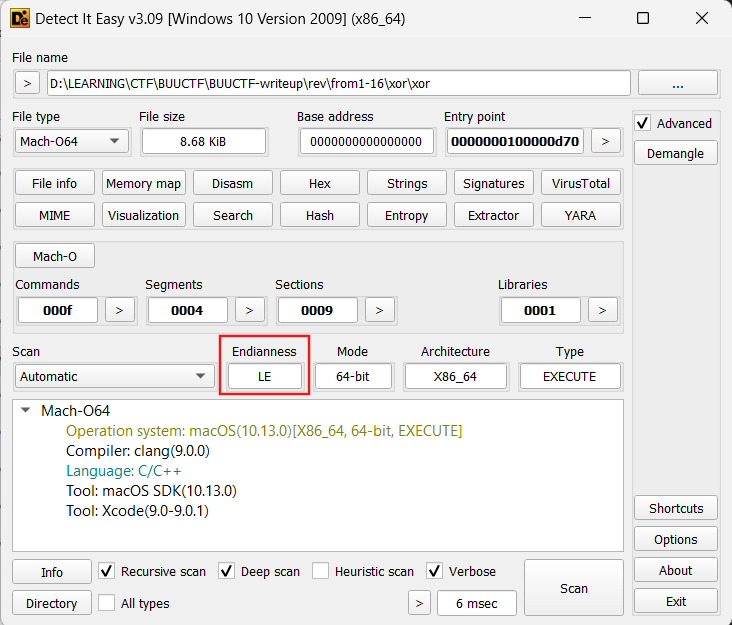 Detect It Easy v3.09 [Windows 10 Version 2009] (x86_64)
File name
> D:\LEARNING\CTF\BUUCTF\BUUCTF-writeup\rev\from1-16\xor\xor ...
File type File size Base address Entry point
Mach-O64 8.68 KiB 0000000000000000 0000000100000d70 >
Advanced
Demangle
File info Memory map Disasm Hex Strings Signatures VirusTotal
MIME Visualization Search Hash Entropy Extractor YARA
Mach-O
Commands Segments Sections Libraries
000f > 0004 > 0009 > 0001 >
Scan Endianness Mode Architecture Type
Automatic LE 64-bit X86_64 EXECUTE
Mach-O64
Operation system: macOS(10.13.0)[X86_64, 64-bit, EXECUTE]
Compiler: clang(9.0.0)
Language: C/C++
Tool: macOS SDK(10.13.0)
Tool: Xcode(9.0-9.0.1)
Shortcuts
Options
About
Exit
Info Recursive scan Deep scan Heuristic scan Verbose
Directory All types > 6 msec
Scan